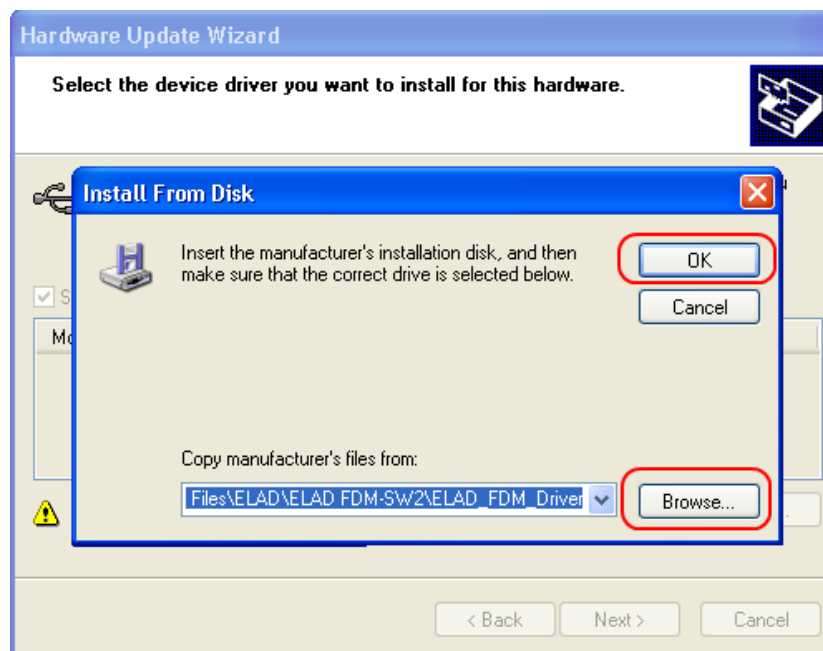 Hardware Update Wizard
Select the device driver you want to install for this hardware.
Install From Disk
Insert the manufacturer's installation disk, and then
make sure that the correct drive is selected below.
OK
Cancel
S
Mo
Copy manufacturer's files from:
Files\ELAD\ELAD FDM-SW2\ELAD_FDM_Driver
Browse...
< Back
Next >
Cancel